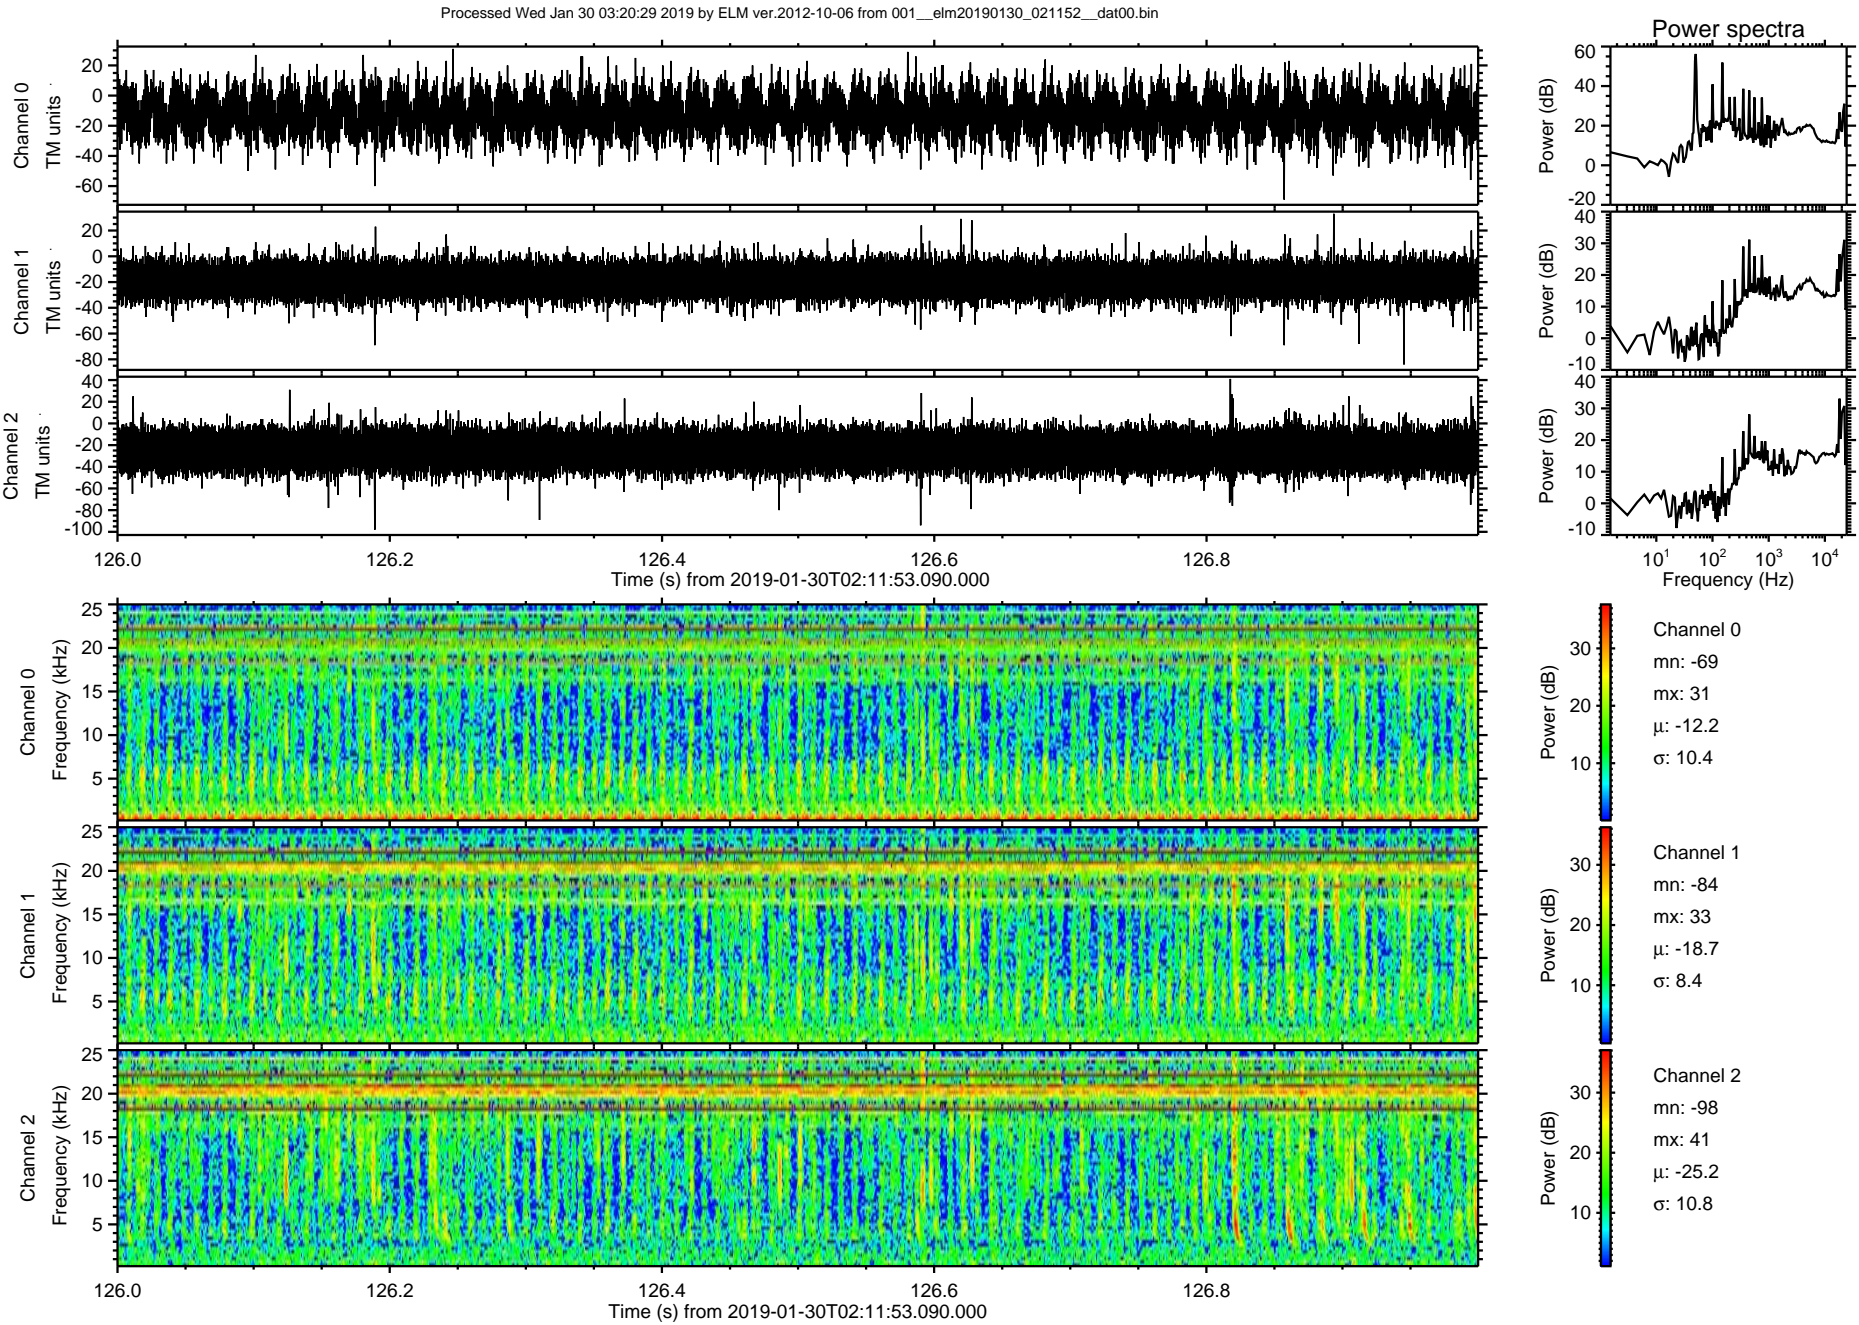 Processed Wed Jan 30 03:20:29 2019 by ELM ver.2012-10-06 from 001__elm20190130_021152__dat00.bin
Power spectra
Channel 0
TM units
20
0
-20
-40
-60
Power (dB)
60
40
20
0
-20
Channel 1
TM units
20
0
-20
-40
-60
-80
Power (dB)
40
30
20
10
0
-10
Channel 2
TM units
40
20
0
-20
-40
-60
-80
-100
Power (dB)
40
30
20
10
0
-10
126.0 126.2 126.4 126.6 126.8
Time (s) from 2019-01-30T02:11:53.090.000
10¹ 10² 10³ 10⁴
Frequency (Hz)
Channel 0
Frequency (kHz)
25
20
15
10
5
Power (dB)
30
20
10
Channel 0
mn: -69
mx: 31
μ: -12.2
σ: 10.4
Channel 1
Frequency (kHz)
25
20
15
10
5
Power (dB)
30
20
10
Channel 1
mn: -84
mx: 33
μ: -18.7
σ: 8.4
Channel 2
Frequency (kHz)
25
20
15
10
5
Power (dB)
30
20
10
Channel 2
mn: -98
mx: 41
μ: -25.2
σ: 10.8
126.0 126.2 126.4 126.6 126.8
Time (s) from 2019-01-30T02:11:53.090.000